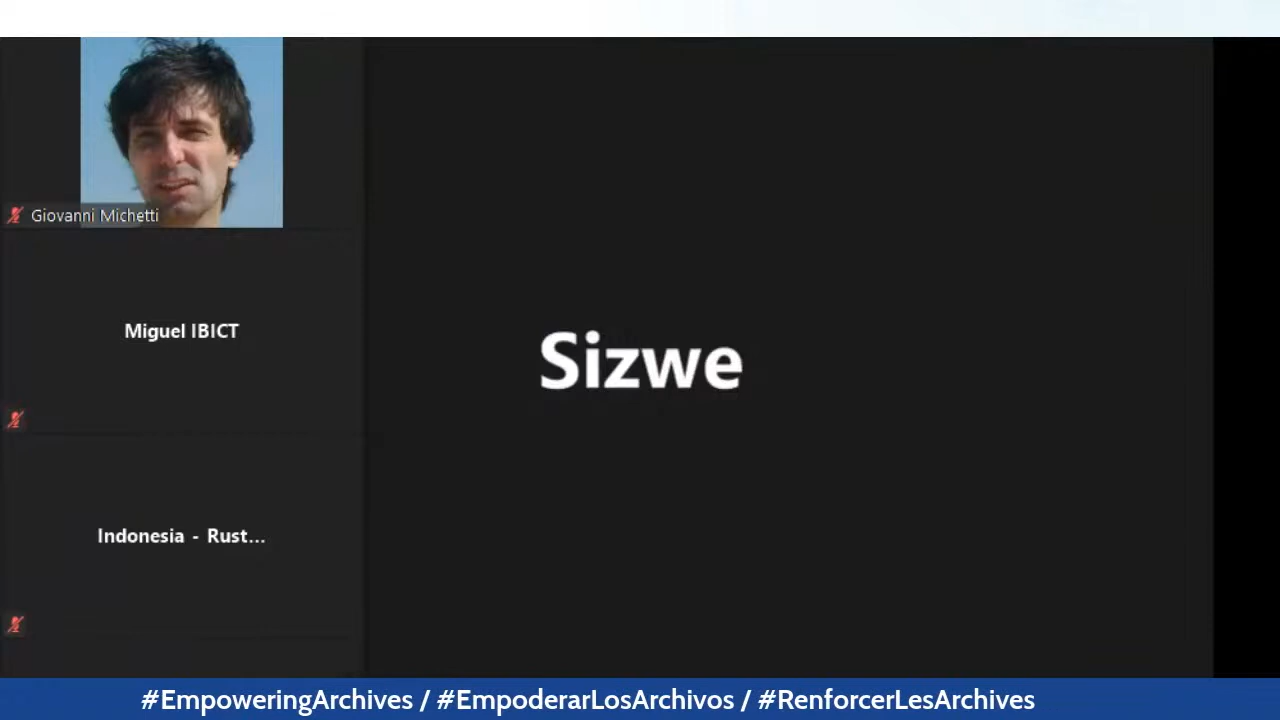 Giovanni Michetti
Miguel IBICT
Sizwe
Indonesia - Rust...
#EmpoweringArchives / #EmpoderarLosArchivos / #RenforcerLesArchives